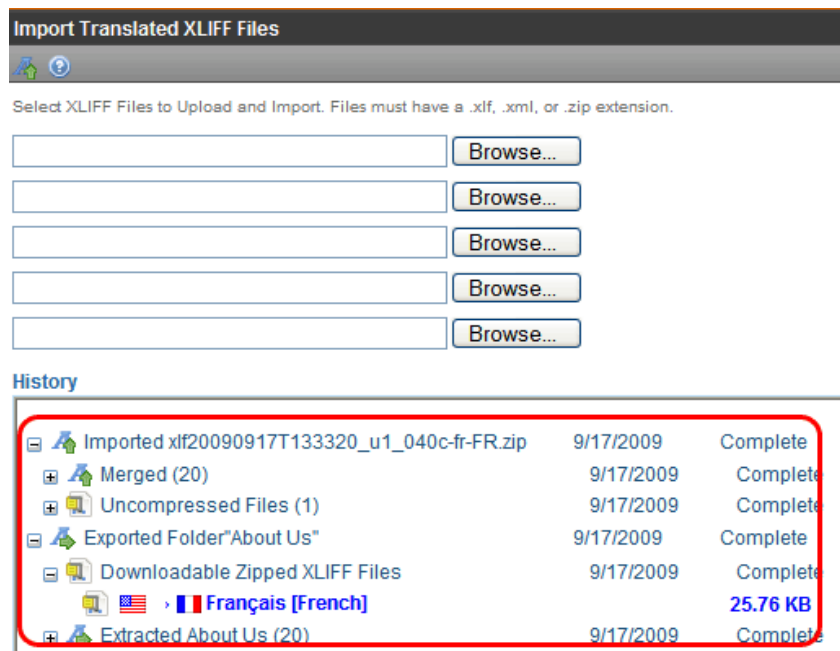 Import Translated XLIFF Files
Select XLIFF Files to Upload and Import. Files must have a .xlf, .xml, or .zip extension.
Browse...
Browse...
Browse...
Browse...
Browse...
History
Imported xlf20090917T133320_u1_040c-fr-FR.zip 9/17/2009 Complete
Merged (20) 9/17/2009 Complete
Uncompressed Files (1) 9/17/2009 Complete
Exported Folder"About Us" 9/17/2009 Complete
Downloadable Zipped XLIFF Files 9/17/2009 Complete
› Français [French] 25.76 KB
Extracted About Us (20) 9/17/2009 Complete